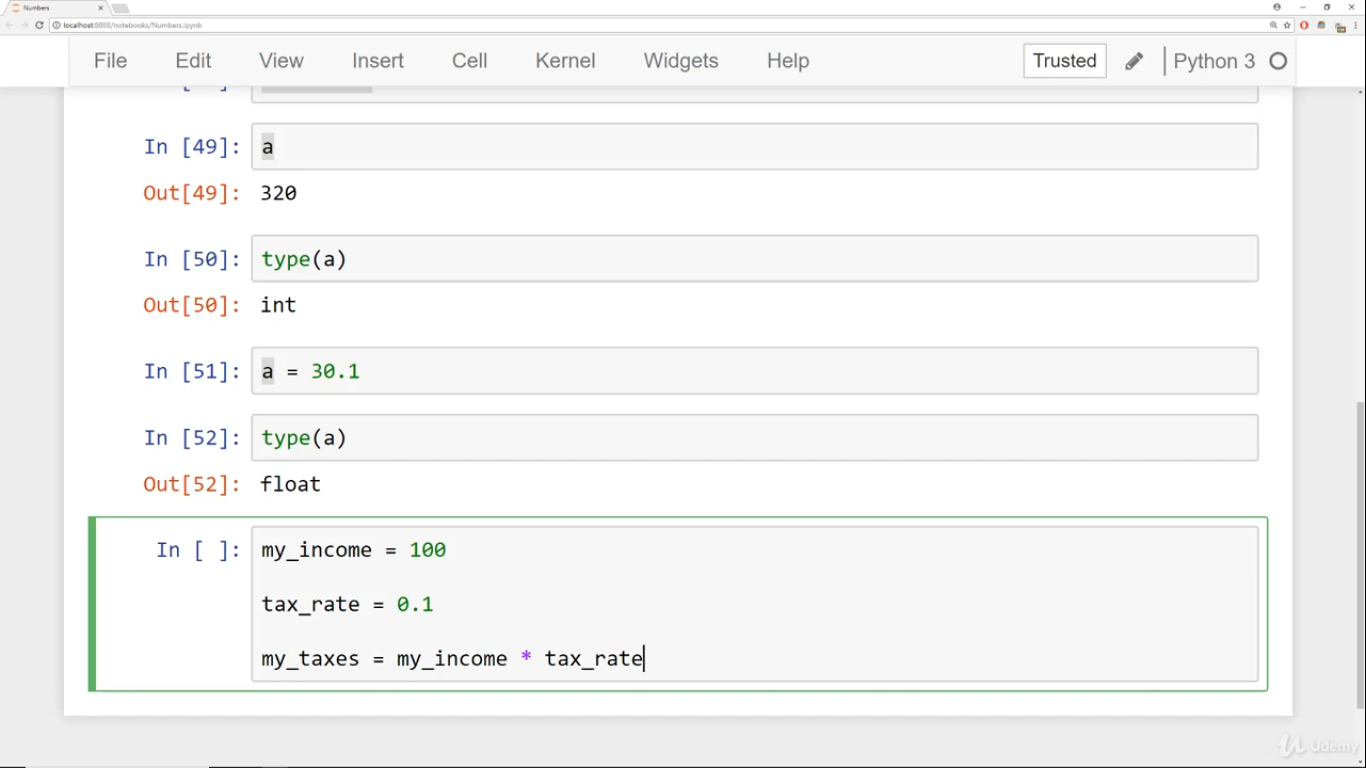 Numbers
localhost:8888/notebooks/Numbers.ipynb
File Edit View Insert Cell Kernel Widgets Help Trusted Python 3
In [49]: a
Out[49]: 320
In [50]: type(a)
Out[50]: int
In [51]: a = 30.1
In [52]: type(a)
Out[52]: float
In [ ]: my_income = 100
tax_rate = 0.1
my_taxes = my_income * tax_rate
Udemy